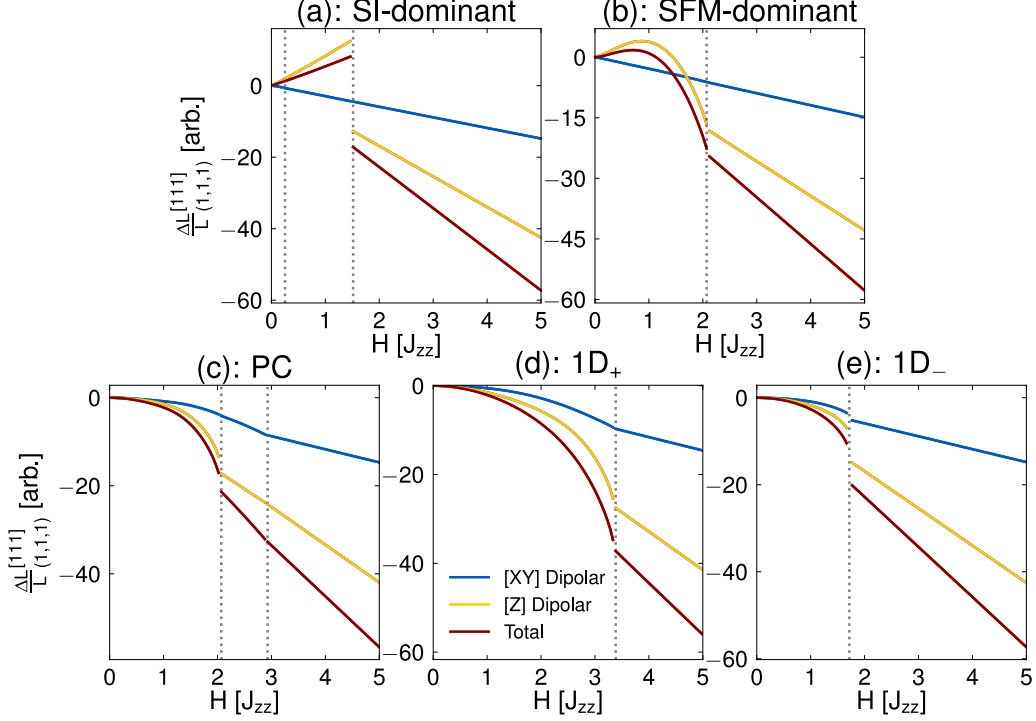 (a): SI-dominant
(b): SFM-dominant
ΔL/L [111] (1,1,1) [arb.]
0
−20
−40
−60
0 1 2 3 4 5
H [Jzz]
0
−15
−30
−45
−60
0 1 2 3 4 5
H [Jzz]
(c): PC
(d): 1D₊
(e): 1D₋
ΔL/L [111] (1,1,1) [arb.]
0
−20
−40
0 1 2 3 4 5
H [Jzz]
0
−20
−40
−60
[XY] Dipolar
[Z] Dipolar
Total
0 1 2 3 4 5
H [Jzz]
0
−20
−40
−60
0 1 2 3 4 5
H [Jzz]